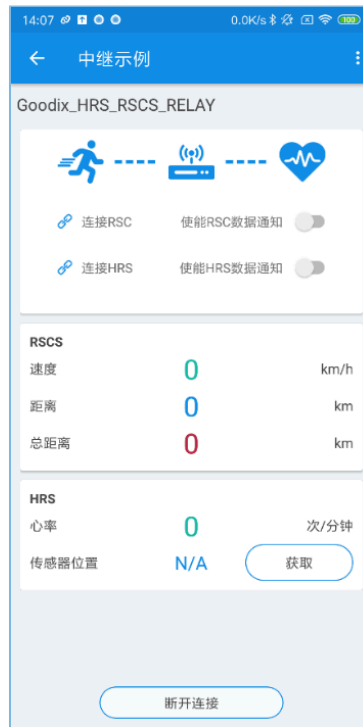 14:07 0.0K/s 100
中继示例
Goodix_HRS_RSCS_RELAY
连接RSC 使能RSC数据通知
连接HRS 使能HRS数据通知
RSCS
速度 0 km/h
距离 0 km
总距离 0 km
HRS
心率 0 次/分钟
传感器位置 N/A 获取
断开连接